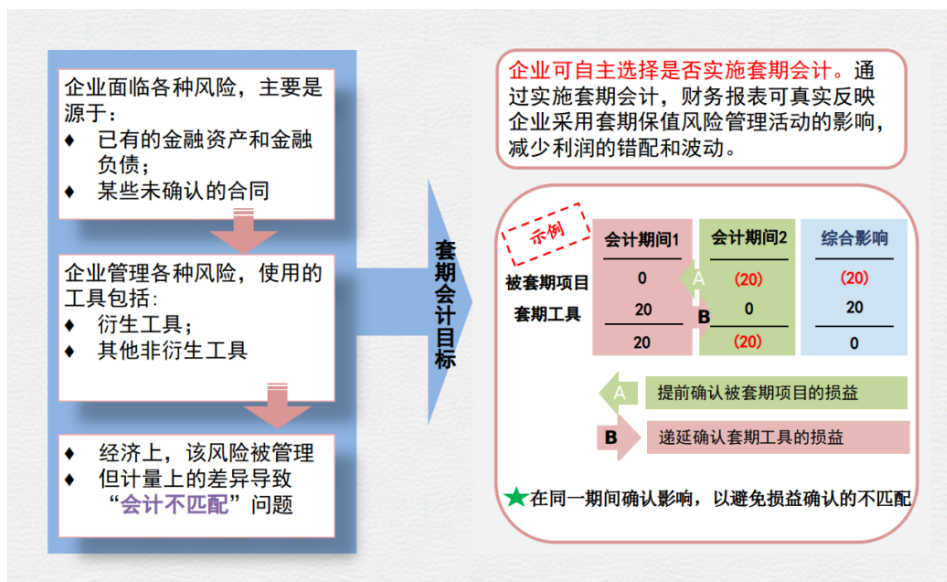 企业面临各种风险，主要是
源于：
♦ 已有的金融资产和金融
负债；
♦ 某些未确认的合同
企业管理各种风险，使用的
工具包括:
♦ 衍生工具；
♦ 其他非衍生工具
♦ 经济上，该风险被管理
♦ 但计量上的差异导致
“会计不匹配”问题
套期会计目标
企业可自主选择是否实施套期会计。通
过实施套期会计，财务报表可真实反映
企业采用套期保值风险管理活动的影响，
减少利润的错配和波动。
示例
会计期间1 会计期间2 综合影响
被套期项目 0 A (20) (20)
套期工具 20 B 0 20
20 (20) 0
A 提前确认被套期项目的损益
B 递延确认套期工具的损益
★在同一期间确认影响，以避免损益确认的不匹配